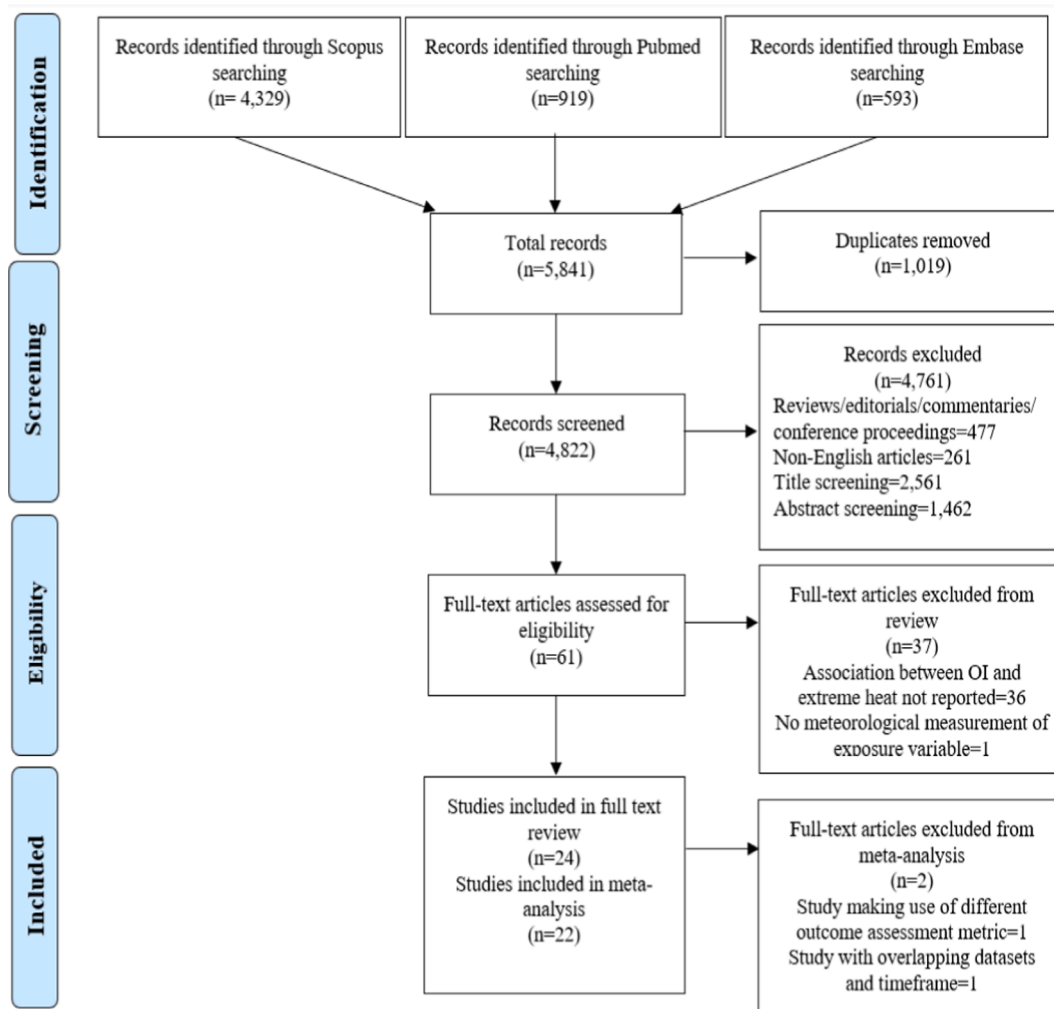 Identification
Records identified through Scopus
searching
(n= 4,329)
Records identified through Pubmed
searching
(n=919)
Records identified through Embase
searching
(n=593)
Total records
(n=5,841)
Duplicates removed
(n=1,019)
Screening
Records screened
(n=4,822)
Records excluded
(n=4,761)
Reviews/editorials/commentaries/
conference proceedings=477
Non-English articles=261
Title screening=2,561
Abstract screening=1,462
Eligibility
Full-text articles assessed for
eligibility
(n=61)
Full-text articles excluded from
review
(n=37)
Association between OI and
extreme heat not reported=36
No meteorological measurement of
exposure variable=1
Included
Studies included in full text
review
(n=24)
Studies included in meta-
analysis
(n=22)
Full-text articles excluded from
meta-analysis
(n=2)
Study making use of different
outcome assessment metric=1
Study with overlapping datasets
and timeframe=1